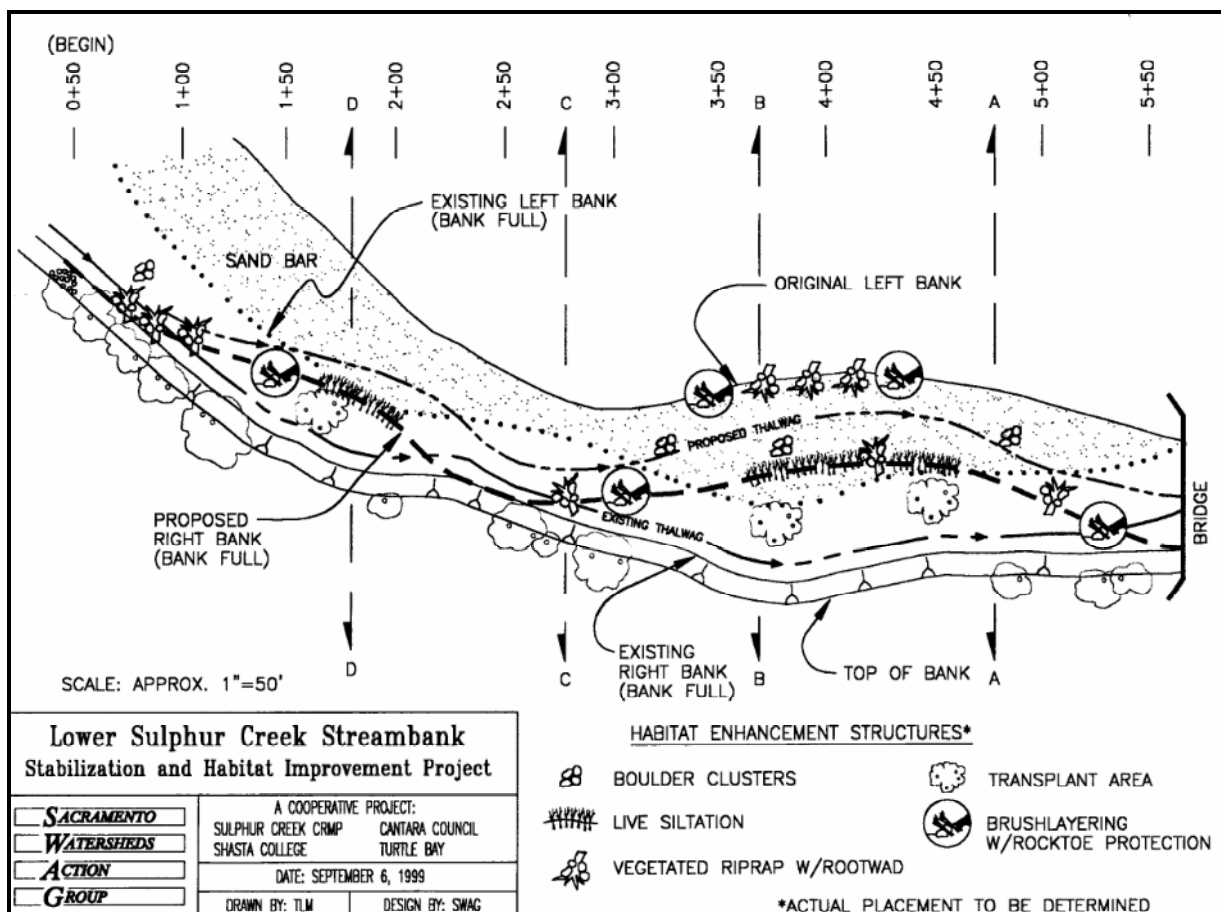 (BEGIN)
0+50
1+00
1+50
D
2+00
2+50
C
3+00
3+50
B
4+00
4+50
A
5+00
5+50
EXISTING LEFT BANK
(BANK FULL)
SAND BAR
ORIGINAL LEFT BANK
PROPOSED THALWAG
EXISTING THALWAG
PROPOSED
RIGHT BANK
(BANK FULL)
BRIDGE
EXISTING
RIGHT BANK
(BANK FULL)
TOP OF BANK
D
C
B
A
SCALE: APPROX. 1"=50'
Lower Sulphur Creek Streambank
Stabilization and Habitat Improvement Project
SACRAMENTO
WATERSHEDS
ACTION
GROUP
A COOPERATIVE PROJECT:
SULPHUR CREEK CRMP CANTARA COUNCIL
SHASTA COLLEGE TURTLE BAY
DATE: SEPTEMBER 6, 1999
DRAWN BY: TLM DESIGN BY: SWAG
HABITAT ENHANCEMENT STRUCTURES*
BOULDER CLUSTERS
LIVE SILTATION
VEGETATED RIPRAP W/ROOTWAD
TRANSPLANT AREA
BRUSHLAYERING
W/ROCKTOE PROTECTION
*ACTUAL PLACEMENT TO BE DETERMINED